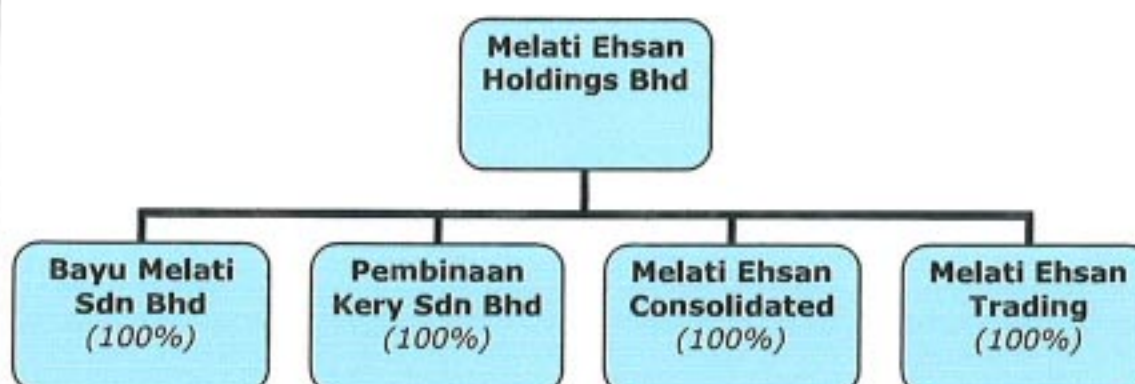 Melati Ehsan
Holdings Bhd
Bayu Melati
Sdn Bhd
(100%)
Pembinaan
Kery Sdn Bhd
(100%)
Melati Ehsan
Consolidated
(100%)
Melati Ehsan
Trading
(100%)